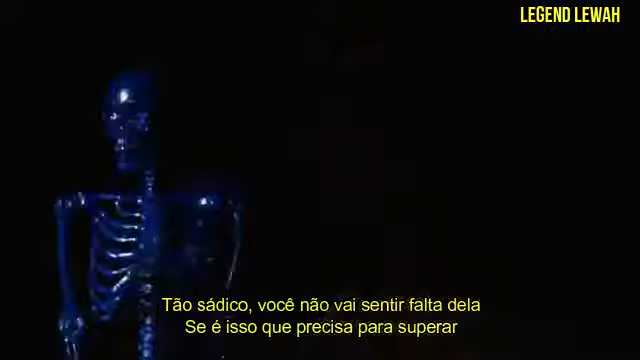 LEGEND LEWAH
Tão sádico, você não vai sentir falta dela
Se é isso que precisa para superar